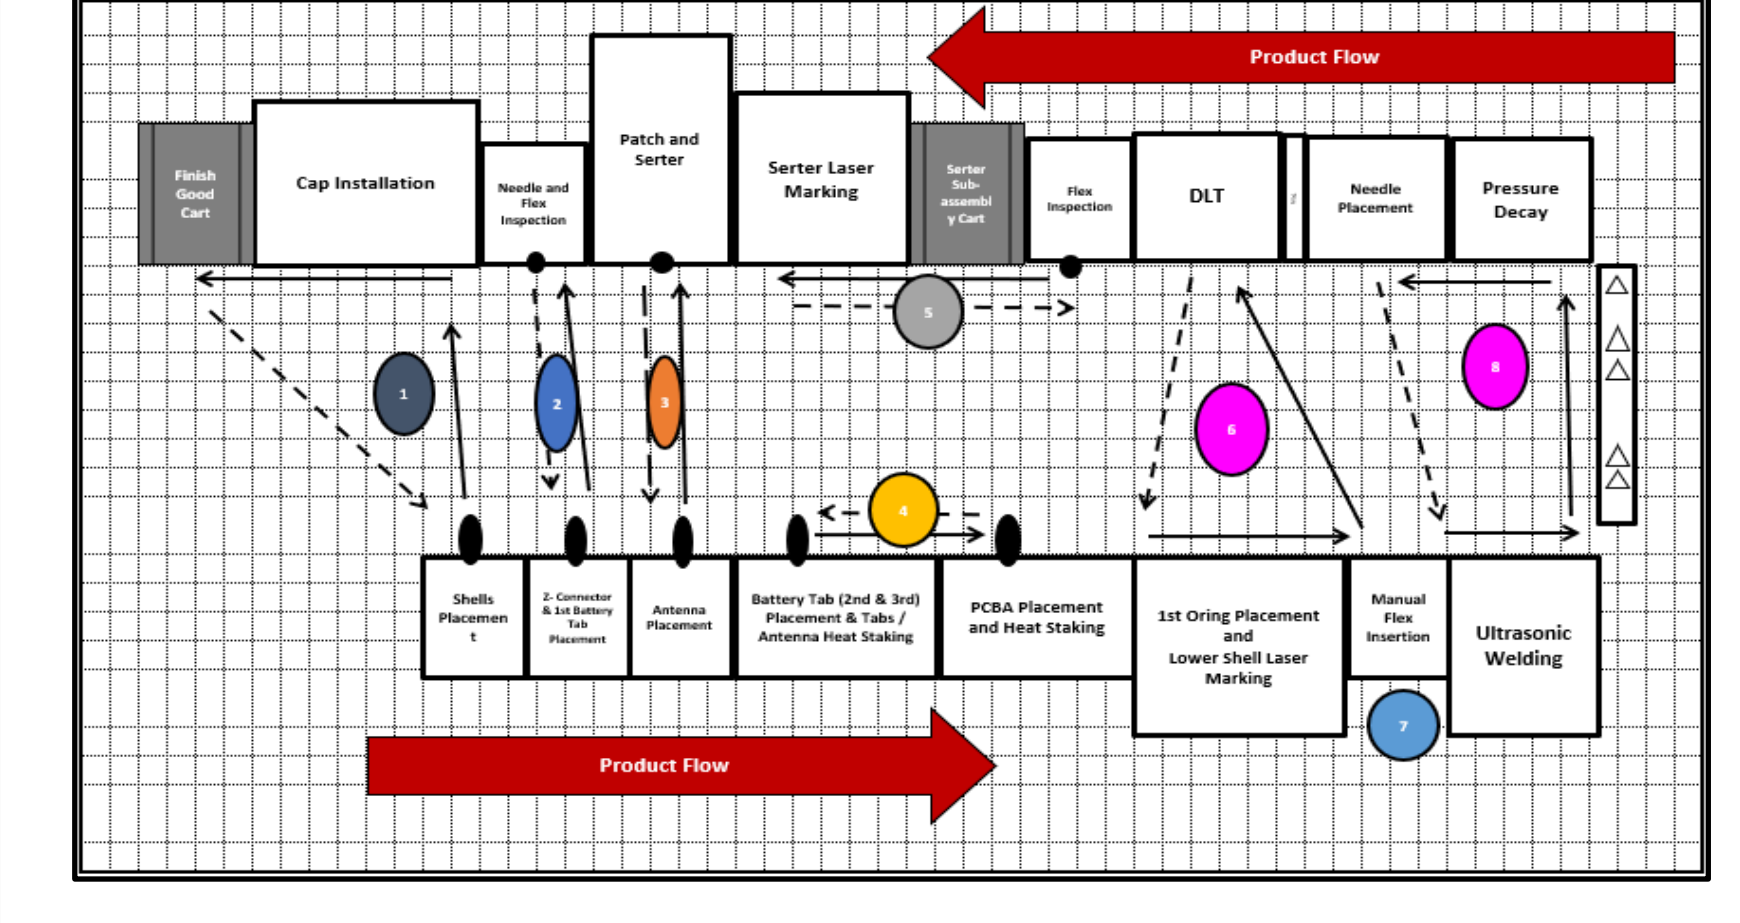 Product Flow
Finish
Good
Cart
Cap Installation
Needle and
Flex
Inspection
Patch and
Serter
Serter Laser
Marking
Serter
Sub-
assembl
y Cart
Flex
Inspection
DLT
Needle
Placement
Pressure
Decay
1
2
3
4
5
6
8
Shells
Placemen
t
Z- Connector
& 1st Battery
Tab
Placement
Antenna
Placement
Battery Tab (2nd & 3rd)
Placement & Tabs /
Antenna Heat Staking
PCBA Placement
and Heat Staking
1st Oring Placement
and
Lower Shell Laser
Marking
Manual
Flex
Insertion
Ultrasonic
Welding
7
Product Flow